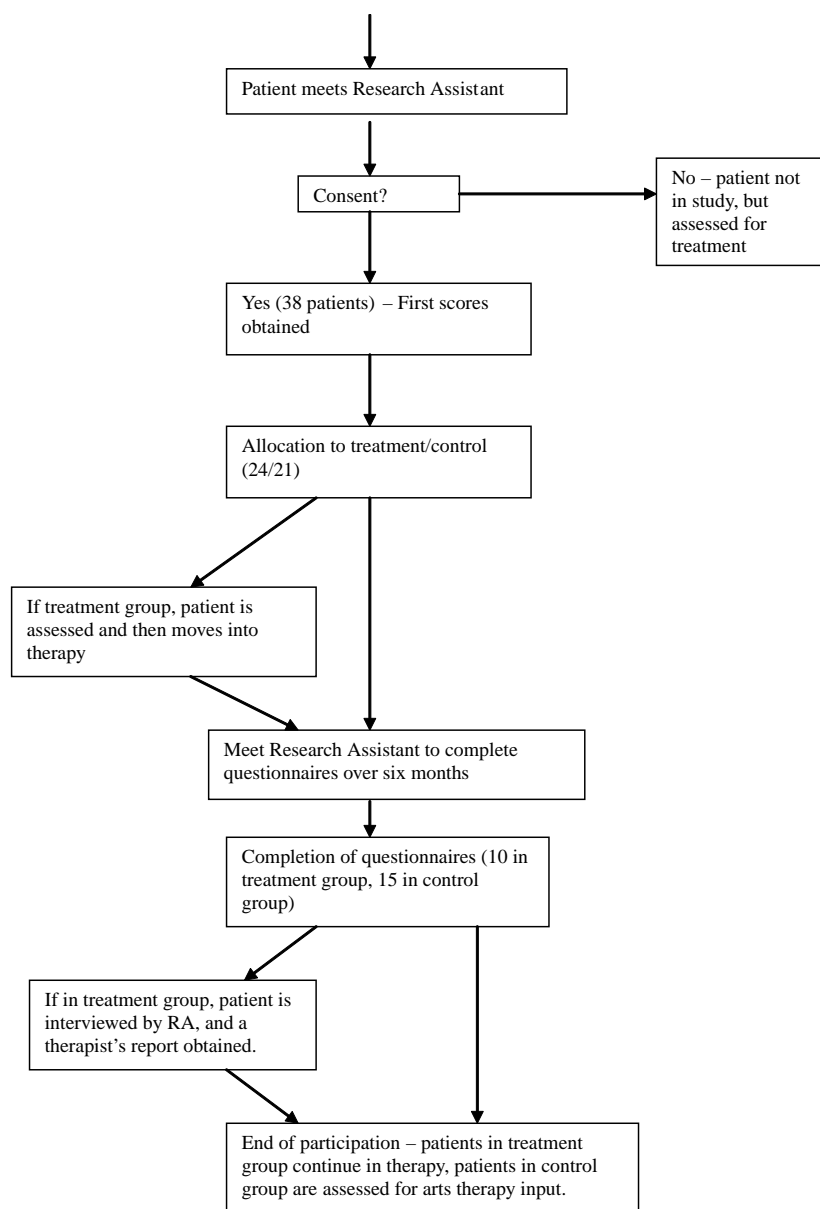 Patient meets Research Assistant
Consent?
No – patient not
in study, but
assessed for
treatment
Yes (38 patients) – First scores
obtained
Allocation to treatment/control
(24/21)
If treatment group, patient is
assessed and then moves into
therapy
Meet Research Assistant to complete
questionnaires over six months
Completion of questionnaires (10 in
treatment group, 15 in control
group)
If in treatment group, patient is
interviewed by RA, and a
therapist's report obtained.
End of participation – patients in treatment
group continue in therapy, patients in control
group are assessed for arts therapy input.